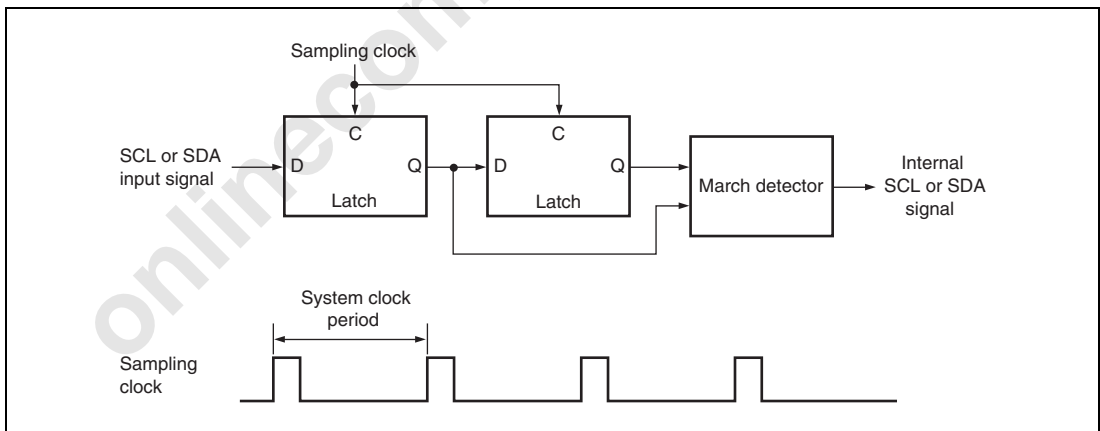 Sampling clock
C
C
SCL or SDA
input signal
D
Q
D
Q
Latch
Latch
March detector
Internal
SCL or SDA
signal
System clock
period
Sampling
clock
onlinecom